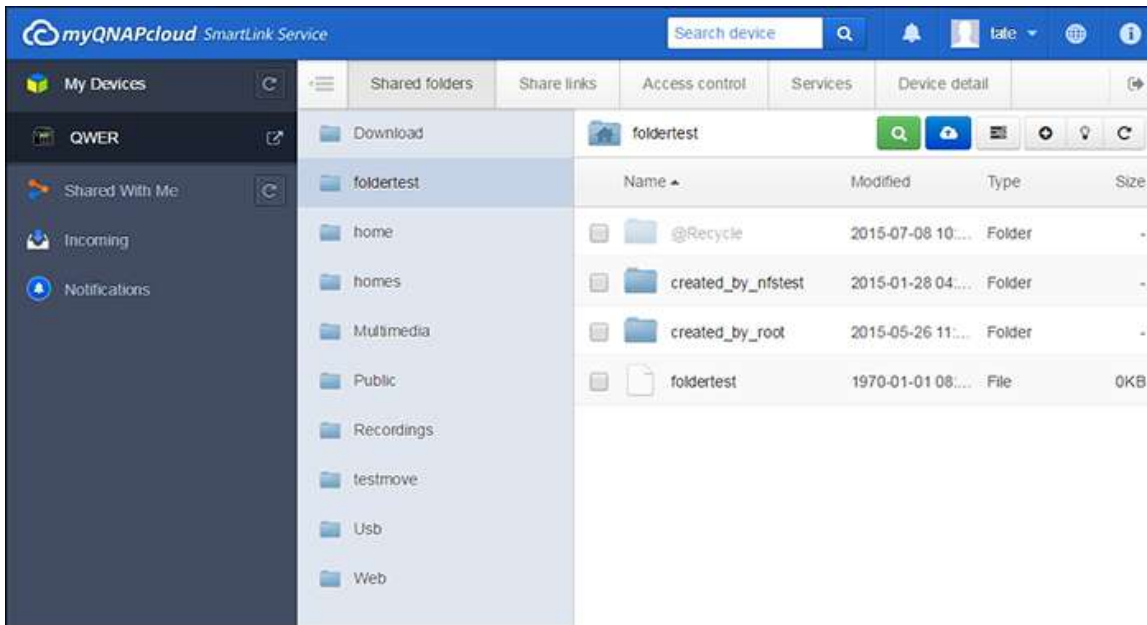 myQNAPcloud SmartLink Service
Search device
tate
My Devices
QWER
Shared With Me
Incoming
Notifications
Shared folders
Share links
Access control
Services
Device detail
Download
foldertest
home
homes
Multimedia
Public
Recordings
testmove
Usb
Web
foldertest
Name Modified Type Size
@Recycle 2015-07-08 10:... Folder -
created_by_nfstest 2015-01-28 04:... Folder -
created_by_root 2015-05-26 11:... Folder -
foldertest 1970-01-01 08:... File 0KB